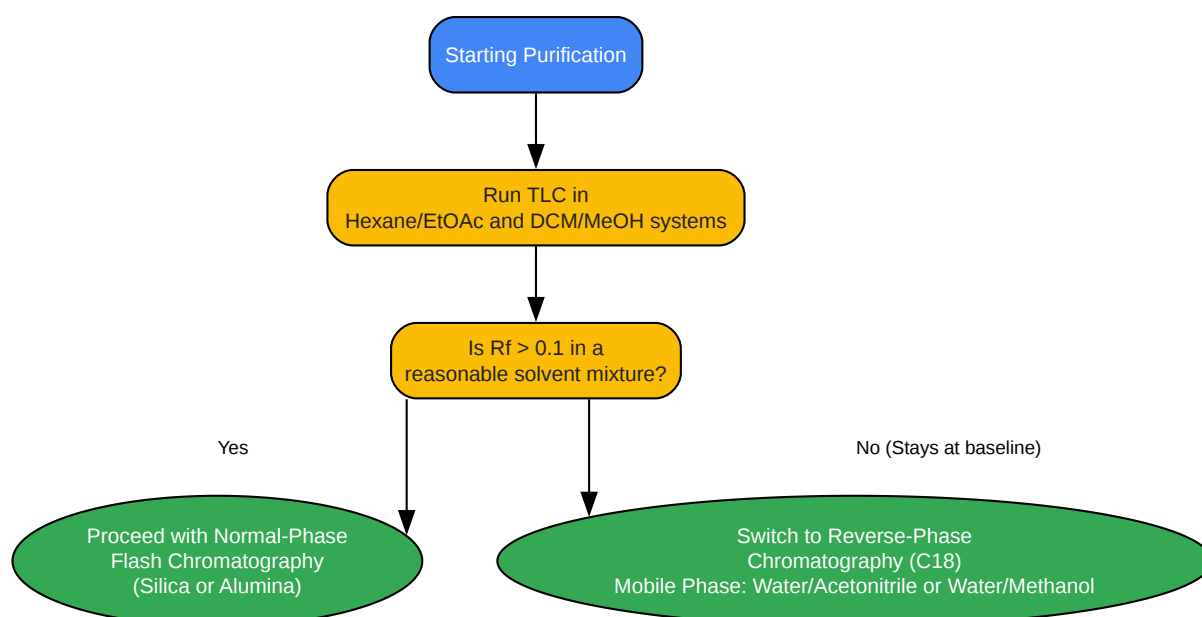 Starting Purification
Run TLC in
Hexane/EtOAc and DCM/MeOH systems
Is Rf > 0.1 in a
reasonable solvent mixture?
Yes
No (Stays at baseline)
Proceed with Normal-Phase
Flash Chromatography
(Silica or Alumina)
Switch to Reverse-Phase
Chromatography (C18)
Mobile Phase: Water/Acetonitrile or Water/Methanol